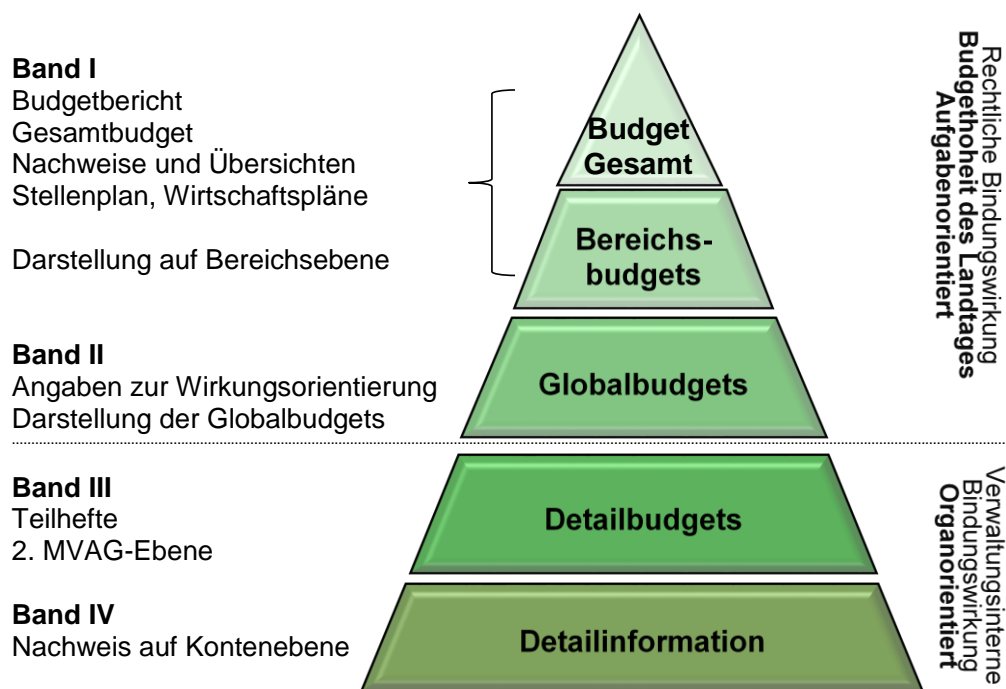 Band I
Budgetbericht
Gesamtbudget
Nachweise und Übersichten
Stellenplan, Wirtschaftspläne
Darstellung auf Bereichsebene
Band II
Angaben zur Wirkungsorientierung
Darstellung der Globalbudgets
Band III
Teilhefte
2. MVAG-Ebene
Band IV
Nachweis auf Kontenebene
Budget
Gesamt
Bereichs-
budgets
Globalbudgets
Detailbudgets
Detailinformation
Rechtliche Bindungswirkung
Budgethoheit des Landtages
Aufgabenorientiert
Verwaltungsinterne
Bindungswirkung
Organorientiert